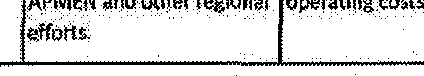 APMEN and other regional operating costs
efforts.